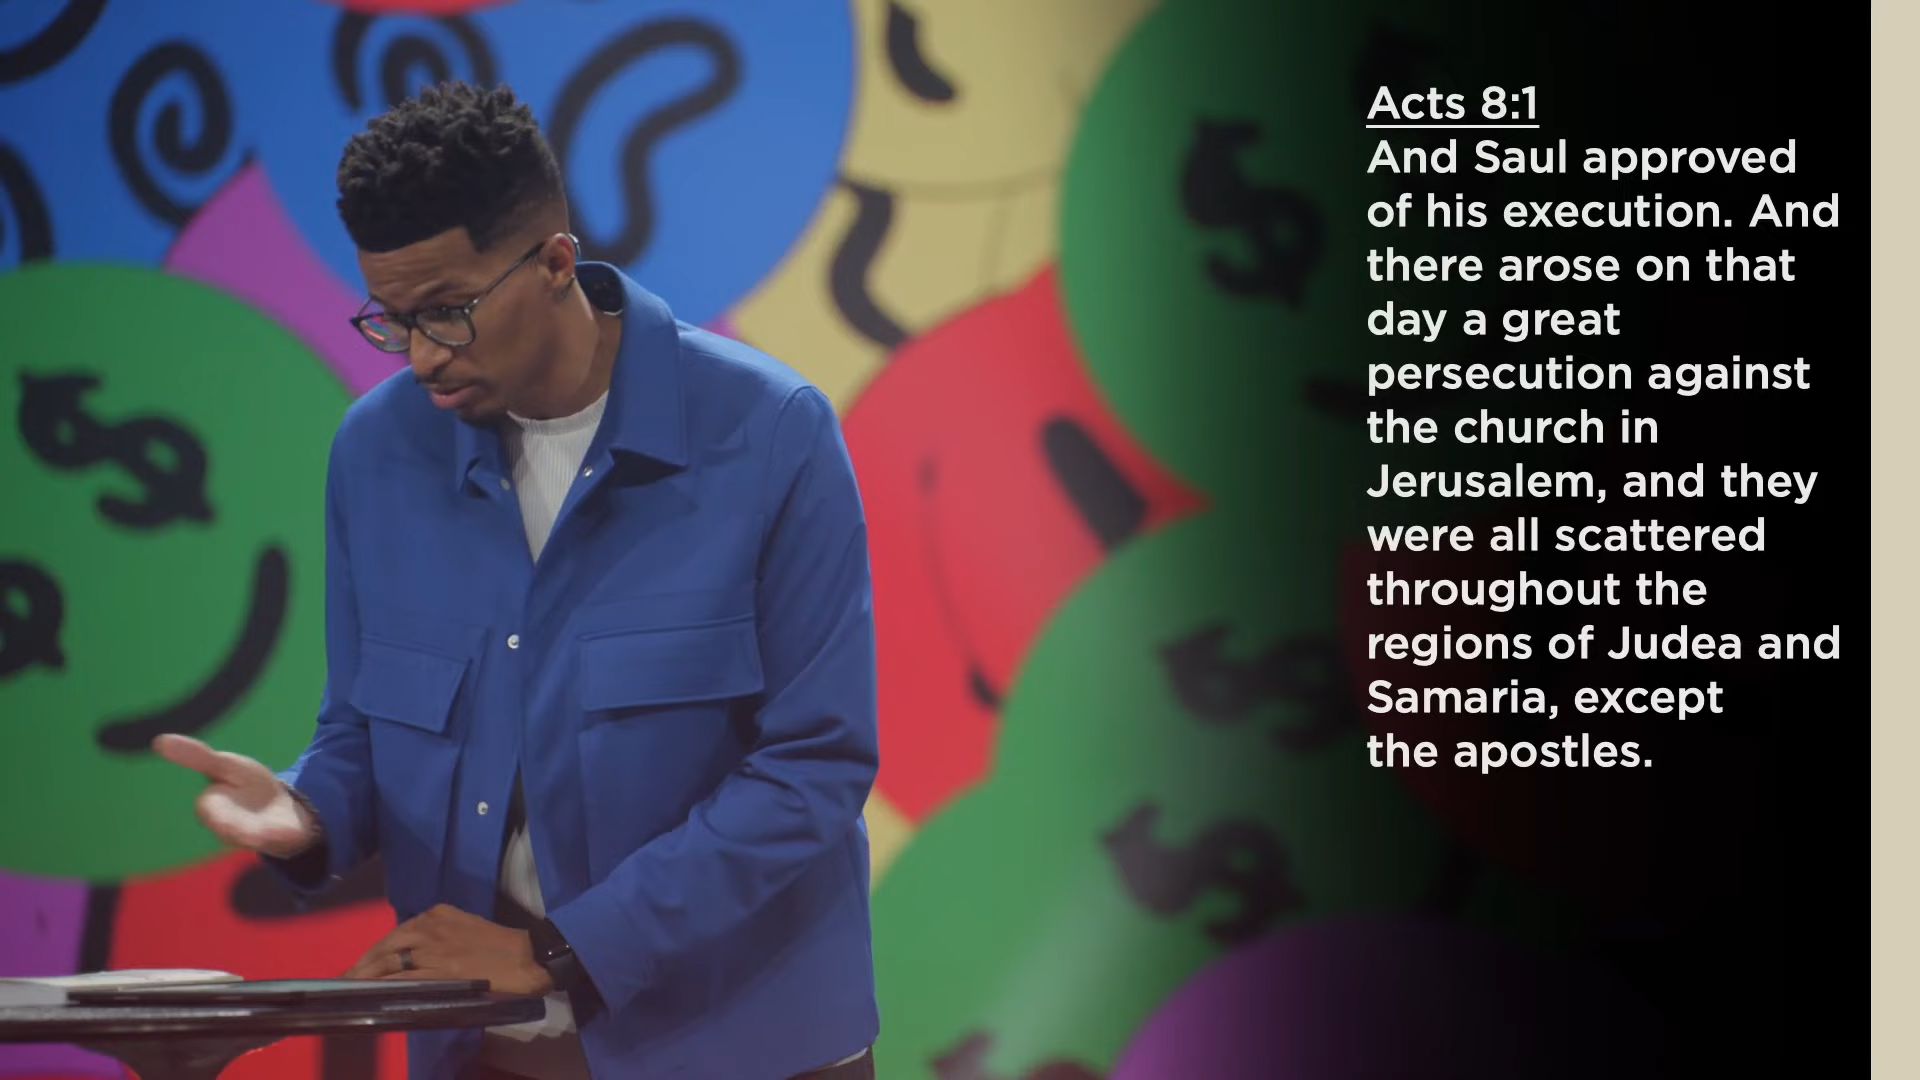 Acts 8:1
And Saul approved
of his execution. And
there arose on that
day a great
persecution against
the church in
Jerusalem, and they
were all scattered
throughout the
regions of Judea and
Samaria, except
the apostles.